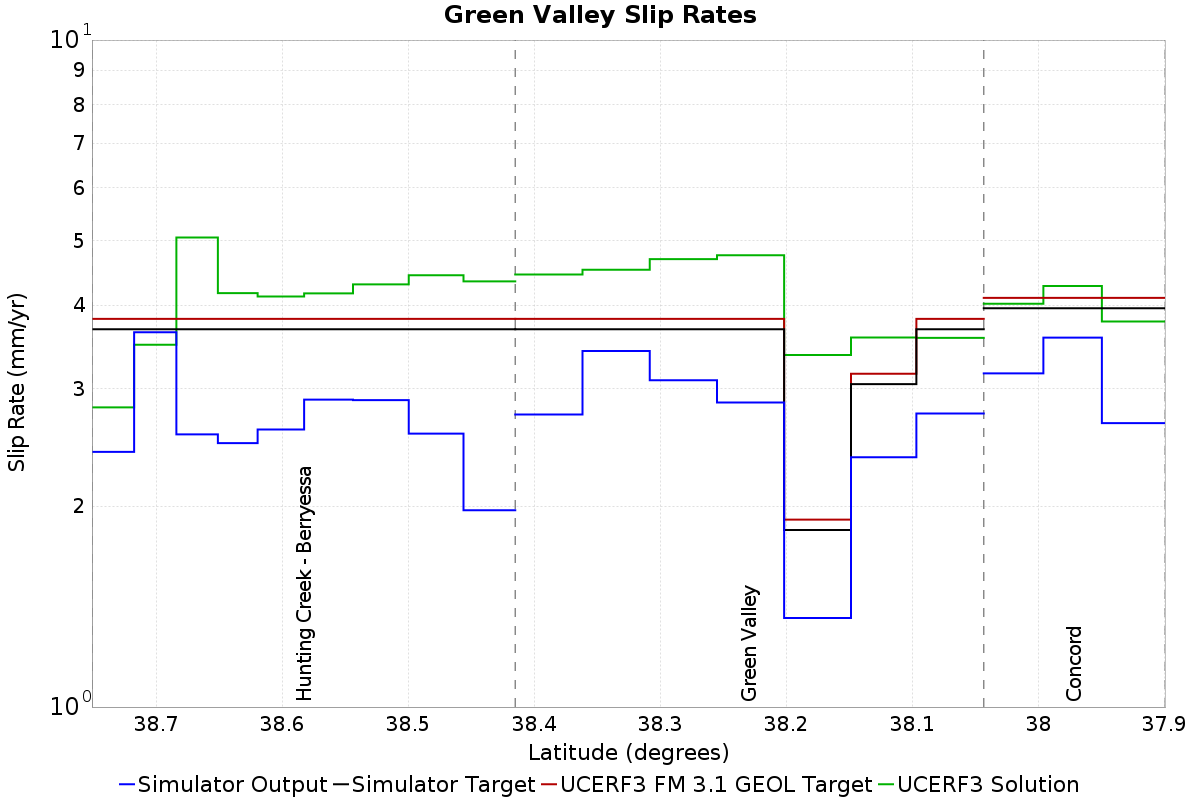 Green Valley Slip Rates
10^1
9
8
7
6
5
4
3
2
10^0
Slip Rate (mm/yr)
Hunting Creek - Berryessa
Green Valley
Concord
38.7 38.6 38.5 38.4 38.3 38.2 38.1 38 37.9
Latitude (degrees)
Simulator Output Simulator Target UCERF3 FM 3.1 GEOL Target UCERF3 Solution